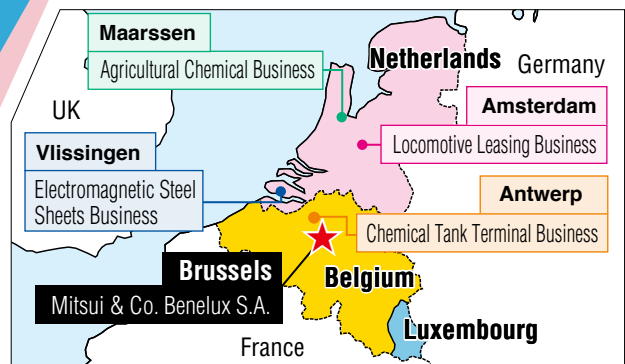 Maarssen
Agricultural Chemical Business
Netherlands
Germany
UK
Amsterdam
Locomotive Leasing Business
Vlissingen
Electromagnetic Steel
Sheets Business
Antwerp
Chemical Tank Terminal Business
Brussels
Mitsui & Co. Benelux S.A.
Belgium
Luxembourg
France